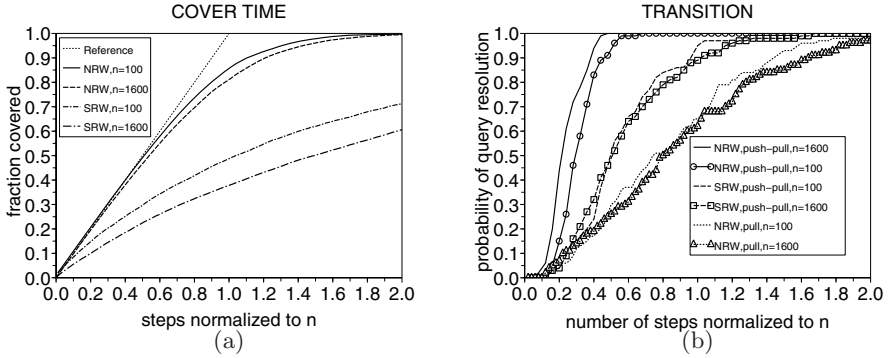 COVER TIME
fraction covered
1.0
0.9
0.8
0.7
0.6
0.5
0.4
0.3
0.2
0.1
0.0
Reference
NRW,n=100
NRW,n=1600
SRW,n=100
SRW,n=1600
0.0 0.2 0.4 0.6 0.8 1.0 1.2 1.4 1.6 1.8 2.0
steps normalized to n
(a)
TRANSITION
probability of query resolution
1.0
0.9
0.8
0.7
0.6
0.5
0.4
0.3
0.2
0.1
0.0
NRW,push-pull,n=1600
NRW,push-pull,n=100
SRW,push-pull,n=100
SRW,push-pull,n=1600
NRW,pull,n=100
NRW,pull,n=1600
0.0 0.2 0.4 0.6 0.8 1.0 1.2 1.4 1.6 1.8 2.0
number of steps normalized to n
(b)